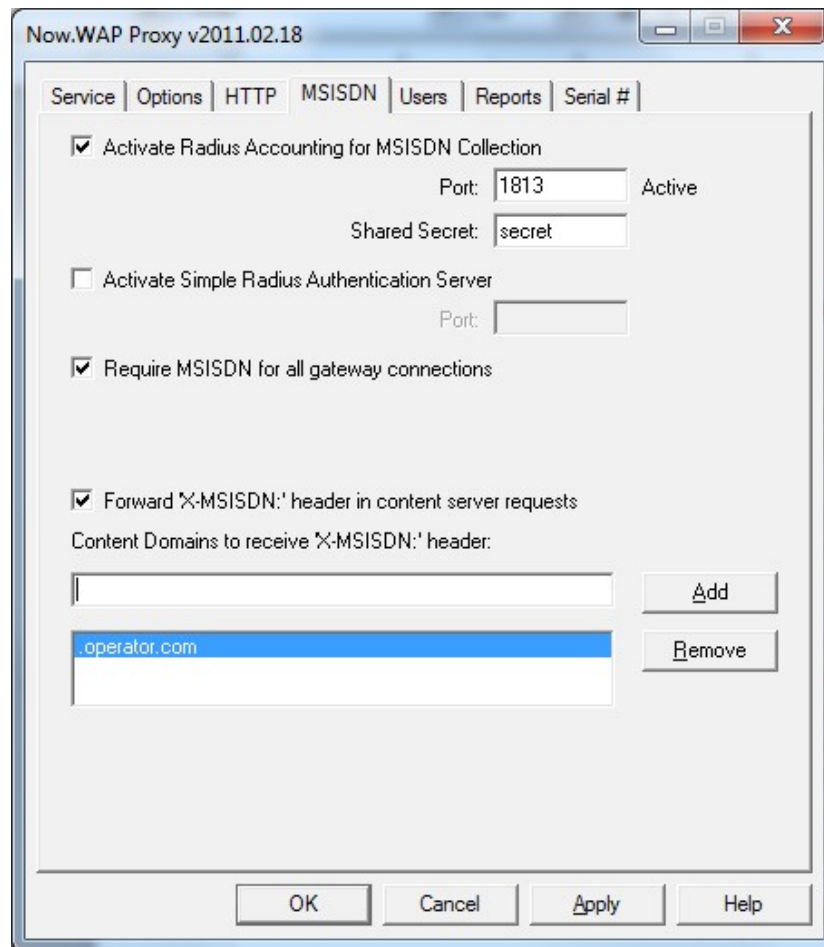 Now.WAP Proxy v2011.02.18
Service Options HTTP MSISDN Users Reports Serial #
Activate Radius Accounting for MSISDN Collection
Port: 1813 Active
Shared Secret: secret
Activate Simple Radius Authentication Server
Port:
Require MSISDN for all gateway connections
Forward 'X-MSISDN:' header in content server requests
Content Domains to receive 'X-MSISDN:' header:
Add
.operator.com Remove
OK Cancel Apply Help